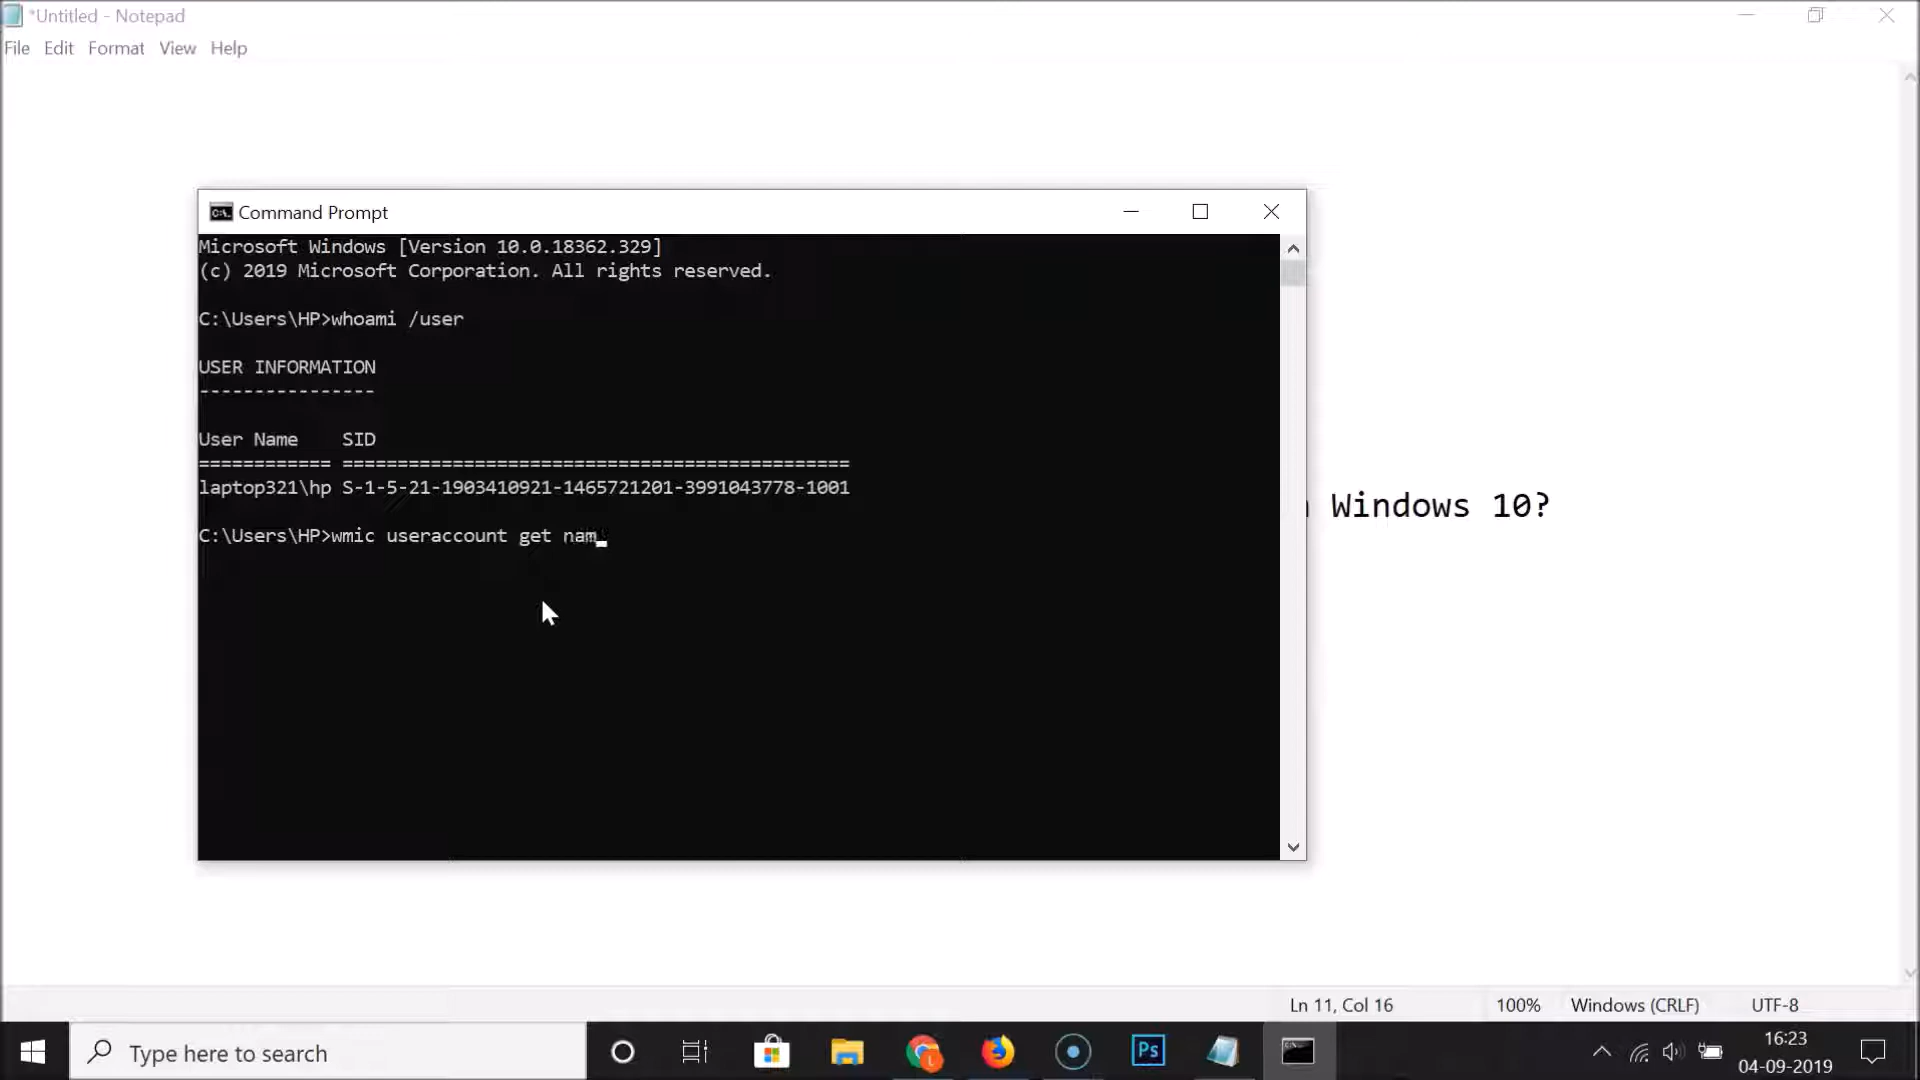 *Untitled - Notepad
File Edit Format View Help
Command Prompt
Microsoft Windows [Version 10.0.18362.329]
(c) 2019 Microsoft Corporation. All rights reserved.
C:\Users\HP>whoami /user
USER INFORMATION
----------------
User Name SID
============ ==============================================
laptop321\hp S-1-5-21-1903410921-1465721201-3991043778-1001
Windows 10?
C:\Users\HP>wmic useraccount get nam
Ln 11, Col 16 100% Windows (CRLF) UTF-8
Type here to search
Ps
16:23
04-09-2019